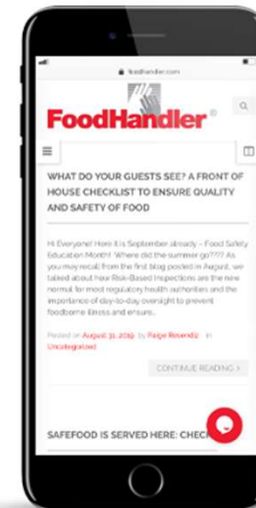 foodhandler.com
FoodHandler®
WHAT DO YOUR GUESTS SEE? A FRONT OF
HOUSE CHECKLIST TO ENSURE QUALITY
AND SAFETY OF FOOD
Hi Everyone! Here it is September already – Food Safety
Education Month! Where did the summer go???? As
you may recall from the first blog posted in August, we
talked about how Risk-Based Inspections are the new
normal for most regulatory health authorities and the
importance of day-to-day oversight to prevent
foodborne illness and ensure…
Posted on August 31, 2019 by Paige Resendiz in
Uncategorized
CONTINUE READING >
SAFEFOOD IS SERVED HERE: CHECK